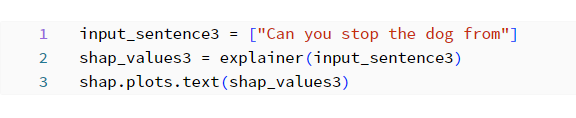 1 input_sentence3 = ["Can you stop the dog from"]
2 shap_values3 = explainer(input_sentence3)
3 shap.plots.text(shap_values3)